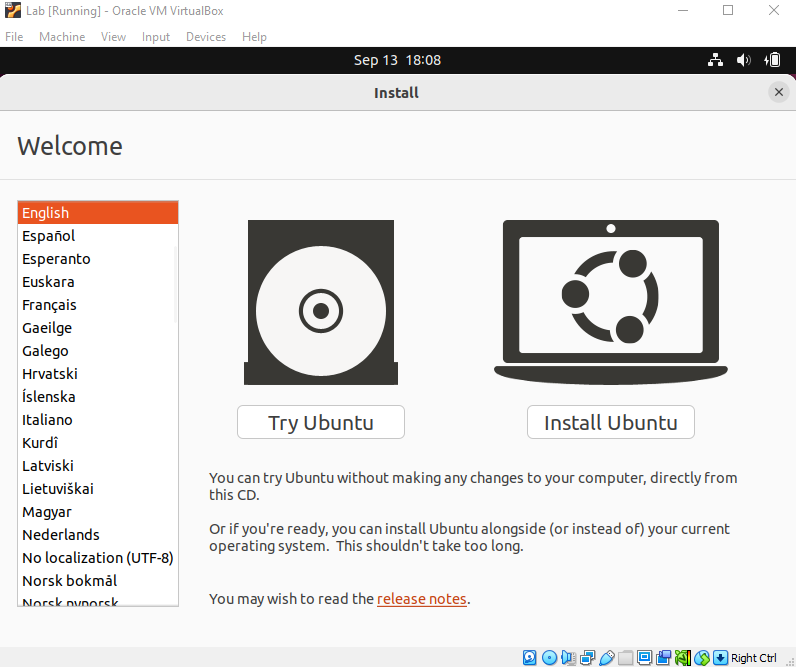 Lab [Running] - Oracle VM VirtualBox
File Machine View Input Devices Help
Sep 13 18:08
Install
Welcome
English
Español
Esperanto
Euskara
Français
Gaeilge
Galego
Hrvatski
Íslenska
Italiano
Kurdî
Latviski
Lietuviškai
Magyar
Nederlands
No localization (UTF-8)
Norsk bokmål
Norsk nynorsk
Try Ubuntu
Install Ubuntu
You can try Ubuntu without making any changes to your computer, directly from
this CD.
Or if you're ready, you can install Ubuntu alongside (or instead of) your current
operating system. This shouldn't take too long.
You may wish to read the release notes.
Right Ctrl